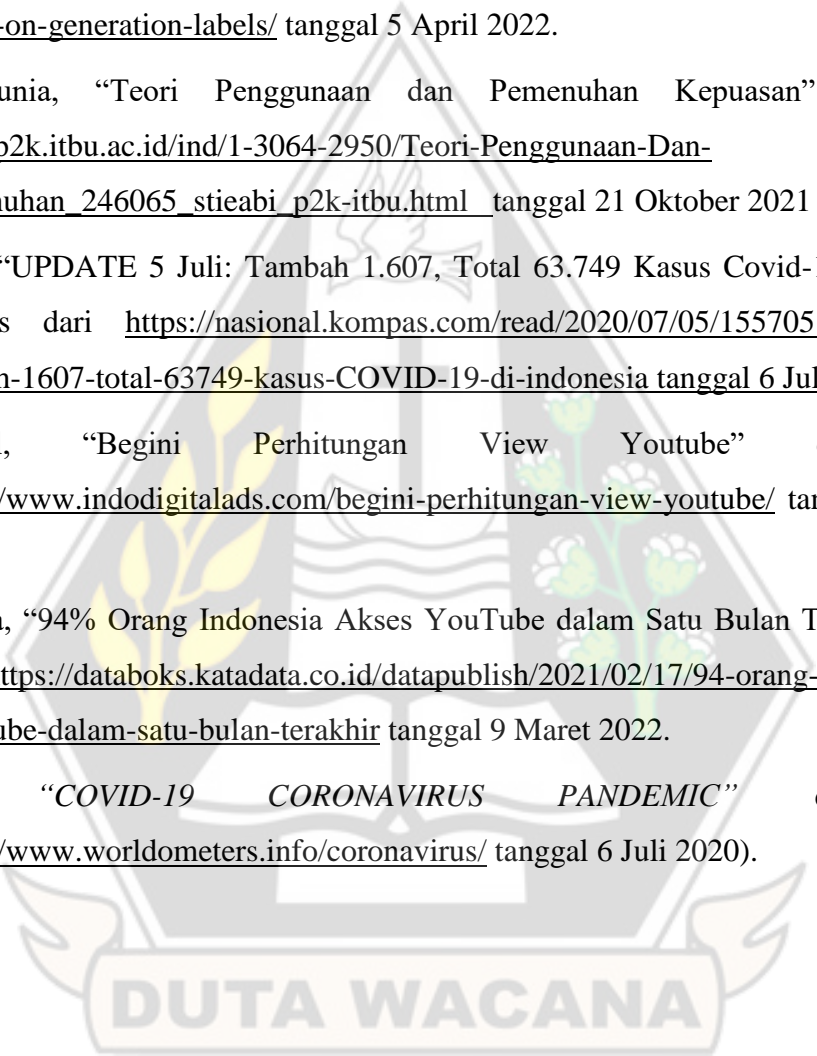 -on-generation-labels/ tanggal 5 April 2022.
unia, “Teori Penggunaan dan Pemenuhan Kepuasan”
p2k.itbu.ac.id/ind/1-3064-2950/Teori-Penggunaan-Dan-
nuhan_246065_stieabi_p2k-itbu.html tanggal 21 Oktober 2021
“UPDATE 5 Juli: Tambah 1.607, Total 63.749 Kasus Covid-1
s dari https://nasional.kompas.com/read/2020/07/05/155705
h-1607-total-63749-kasus-COVID-19-di-indonesia tanggal 6 Jul
, “Begini Perhitungan View Youtube”
/www.indodigitalads.com/begini-perhitungan-view-youtube/ tan
a, “94% Orang Indonesia Akses YouTube dalam Satu Bulan T
ttps://databoks.katadata.co.id/datapublish/2021/02/17/94-orang-
ube-dalam-satu-bulan-terakhir tanggal 9 Maret 2022.
“COVID-19 CORONAVIRUS PANDEMIC”
/www.worldometers.info/coronavirus/ tanggal 6 Juli 2020).
DUTA WACANA